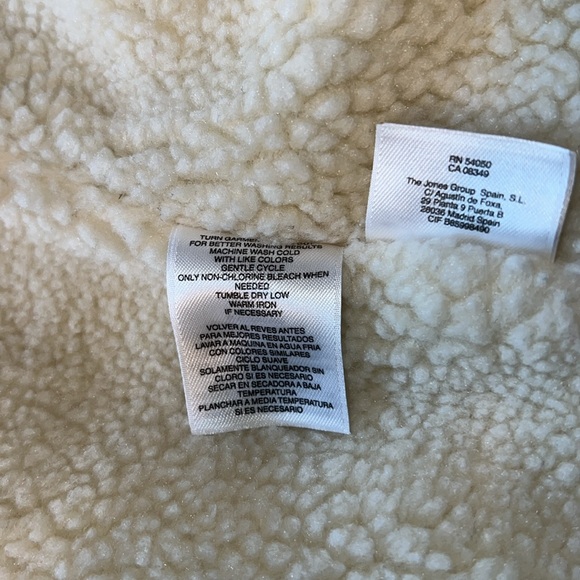 TURN GARMENT
FOR BETTER WASHING RESULTS
MACHINE WASH COLD
WITH LIKE COLORS
GENTLE CYCLE
ONLY NON-CHLORINE BLEACH WHEN
NEEDED
TUMBLE DRY LOW
WARM IRON
IF NECESSARY
VOLVER AL REVES ANTES
PARA MEJORES RESULTADOS
LAVAR A MAQUINA EN AGUA FRIA
CON COLORES SIMILARES
CICLO SUAVE
SOLAMENTE BLANQUEADOR SIN
CLORO SI ES NECESARIO
SECAR EN SECADORA A BAJA
TEMPERATURA
PLANCHAR A MEDIA TEMPERATURA
SI ES NECESARIO
RN 54050
CA 08349
The Jones Group Spain, S.L.
C/ Agustin de Foxa,
29 Planta 9 Puerta B
28036 Madrid Spain
CIF B85998490